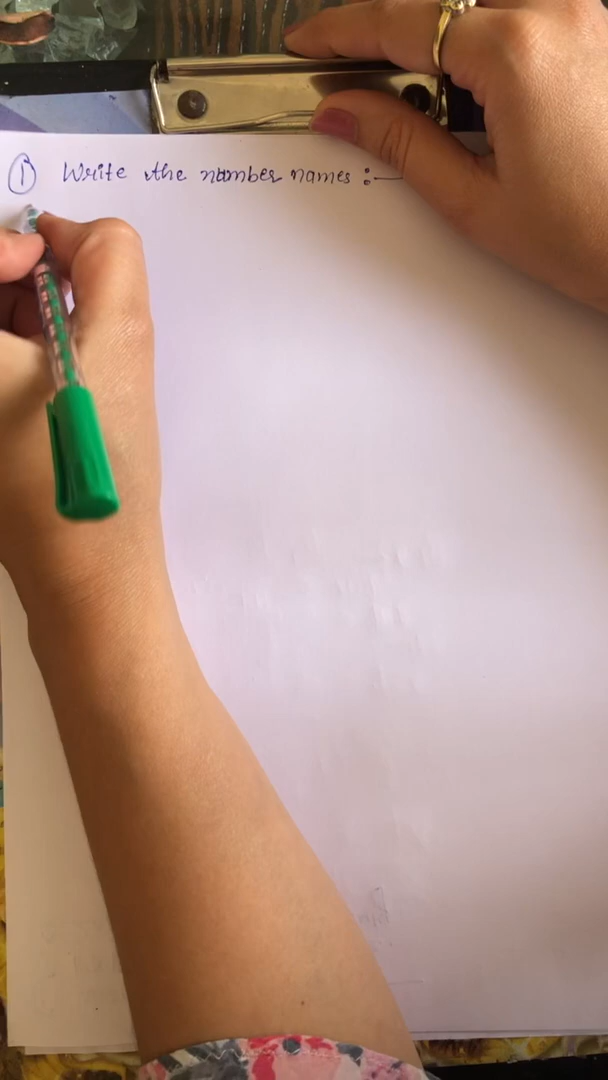 ① Write the number names :—